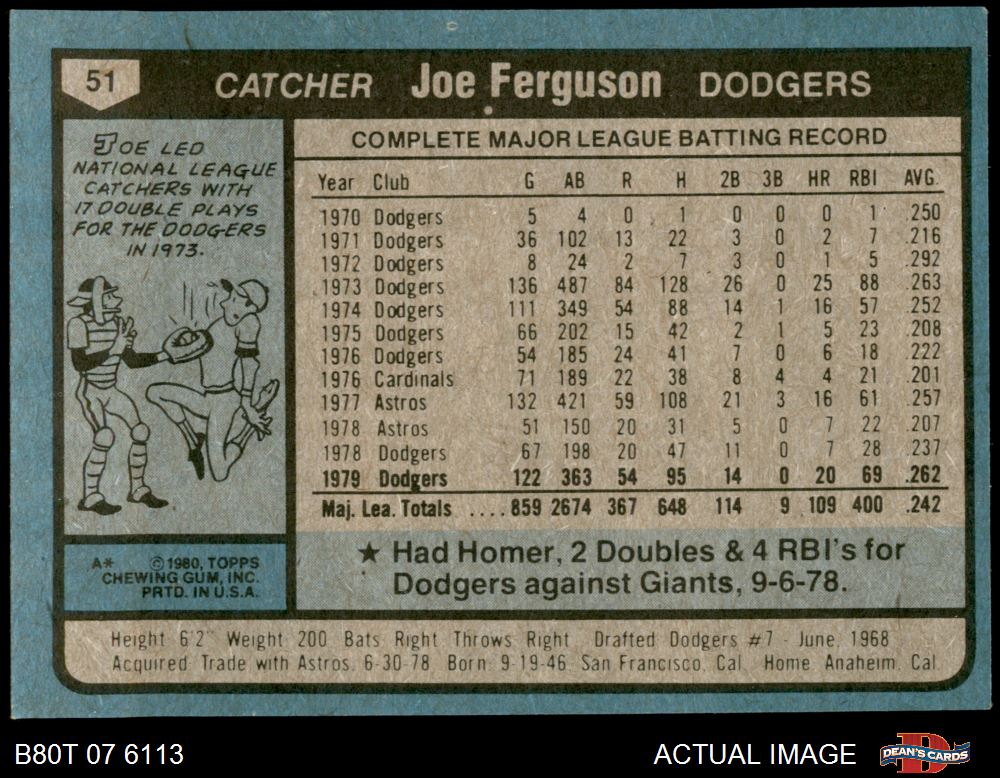 51 CATCHER Joe Ferguson DODGERS
JOE LED
NATIONAL LEAGUE
CATCHERS WITH
17 DOUBLE PLAYS
FOR THE DODGERS
IN 1973.
COMPLETE MAJOR LEAGUE BATTING RECORD
Year Club G AB R H 2B 3B HR RBI AVG.
1970 Dodgers 5 4 0 1 0 0 0 1 .250
1971 Dodgers 36 102 13 22 3 0 2 7 .216
1972 Dodgers 8 24 2 7 3 0 1 5 .292
1973 Dodgers 136 487 84 128 26 0 25 88 .263
1974 Dodgers 111 349 54 88 14 1 16 57 .252
1975 Dodgers 66 202 15 42 2 1 5 23 .208
1976 Dodgers 54 185 24 41 7 0 6 18 .222
1976 Cardinals 71 189 22 38 8 4 4 21 .201
1977 Astros 132 421 59 108 21 3 16 61 .257
1978 Astros 51 150 20 31 5 0 7 22 .207
1978 Dodgers 67 198 20 47 11 0 7 28 .237
1979 Dodgers 122 363 54 95 14 0 20 69 .262
Maj. Lea. Totals ....859 2674 367 648 114 9 109 400 .242
A* ©1980, TOPPS
CHEWING GUM, INC.
PRTD. IN U.S.A.
★ Had Homer, 2 Doubles & 4 RBI's for
Dodgers against Giants, 9-6-78.
Height 6'2" Weight 200 Bats Right Throws Right Drafted Dodgers #7 - June, 1968
Acquired Trade with Astros, 6-30-78 Born: 9-19-46, San Francisco, Cal. Home Anaheim, Cal.
B80T 07 6113 ACTUAL IMAGE DEAN'S CARDS